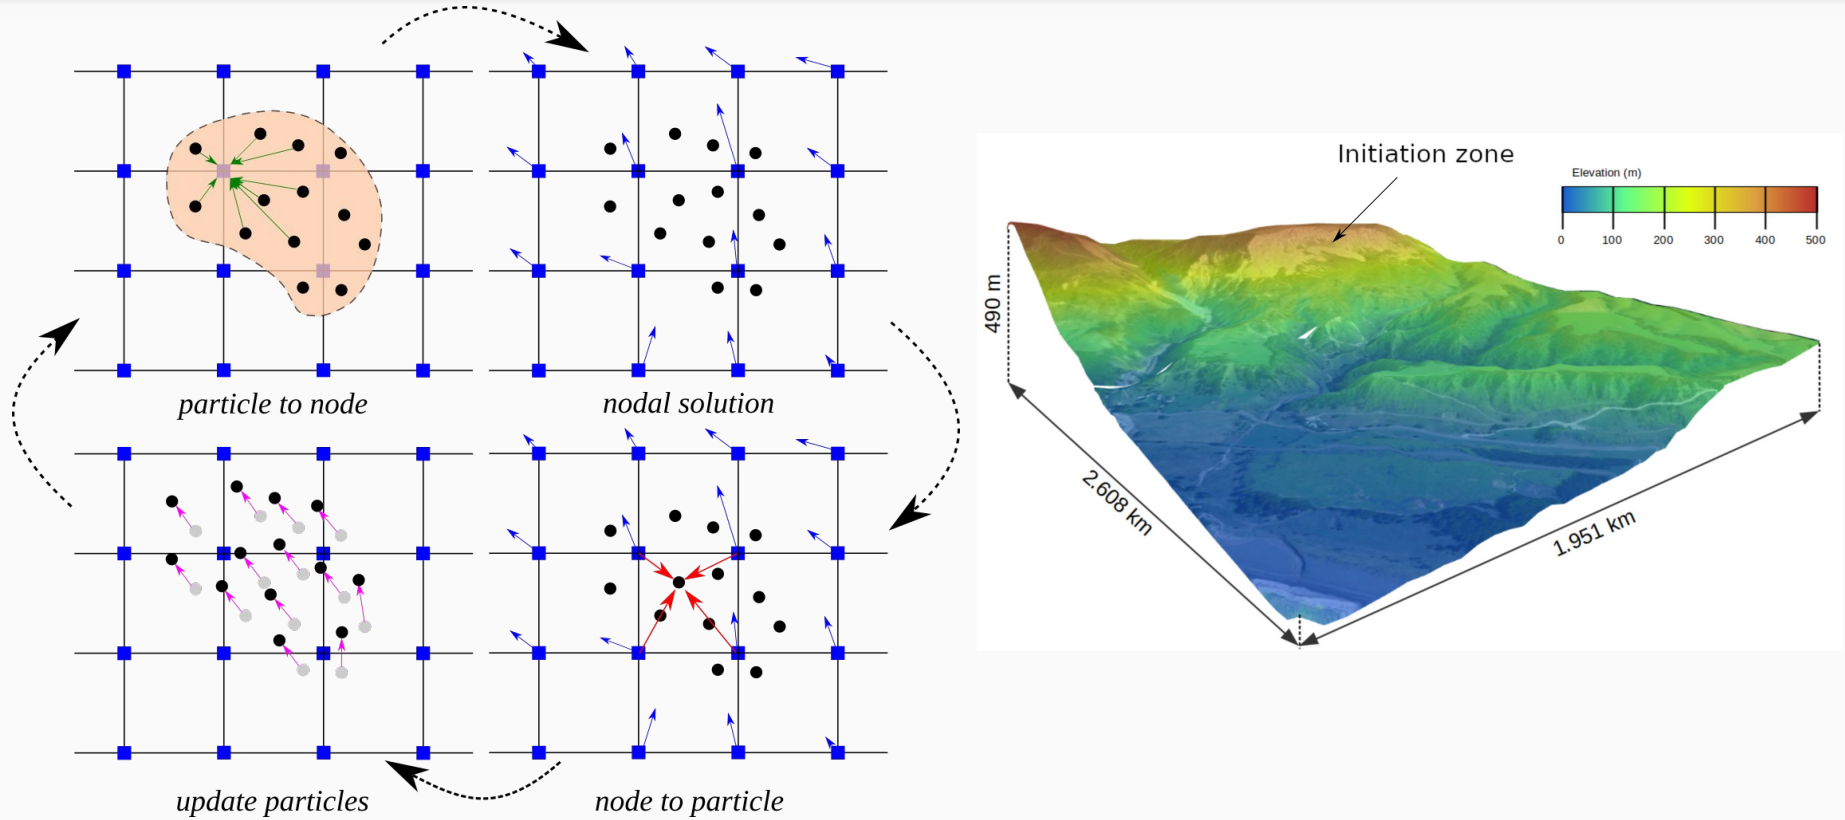 particle to node
nodal solution
update particles
node to particle
Initiation zone
Elevation (m)
0 100 200 300 400 500
490 m
2.608 km
1.951 km